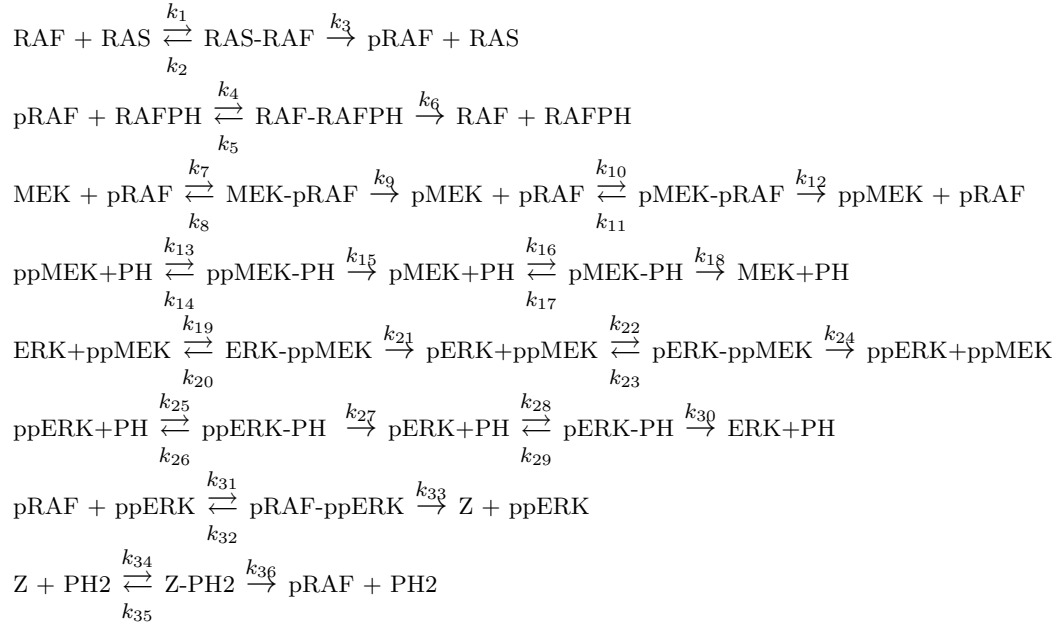 RAF + RAS ⇄ (k₁, k₂) RAS-RAF →(k₃) pRAF + RAS
pRAF + RAFPH ⇄ (k₄, k₅) RAF-RAFPH →(k₆) RAF + RAFPH
MEK + pRAF ⇄ (k₇, k₈) MEK-pRAF →(k₉) pMEK + pRAF ⇄ (k₁₀, k₁₁) pMEK-pRAF →(k₁₂) ppMEK + pRAF
ppMEK+PH ⇄ (k₁₃, k₁₄) ppMEK-PH →(k₁₅) pMEK+PH ⇄ (k₁₆, k₁₇) pMEK-PH →(k₁₈) MEK+PH
ERK+ppMEK ⇄ (k₁₉, k₂₀) ERK-ppMEK →(k₂₁) pERK+ppMEK ⇄ (k₂₂, k₂₃) pERK-ppMEK →(k₂₄) ppERK+ppMEK
ppERK+PH ⇄ (k₂₅, k₂₆) ppERK-PH →(k₂₇) pERK+PH ⇄ (k₂₈, k₂₉) pERK-PH →(k₃₀) ERK+PH
pRAF + ppERK ⇄ (k₃₁, k₃₂) pRAF-ppERK →(k₃₃) Z + ppERK
Z + PH2 ⇄ (k₃₄, k₃₅) Z-PH2 →(k₃₆) pRAF + PH2